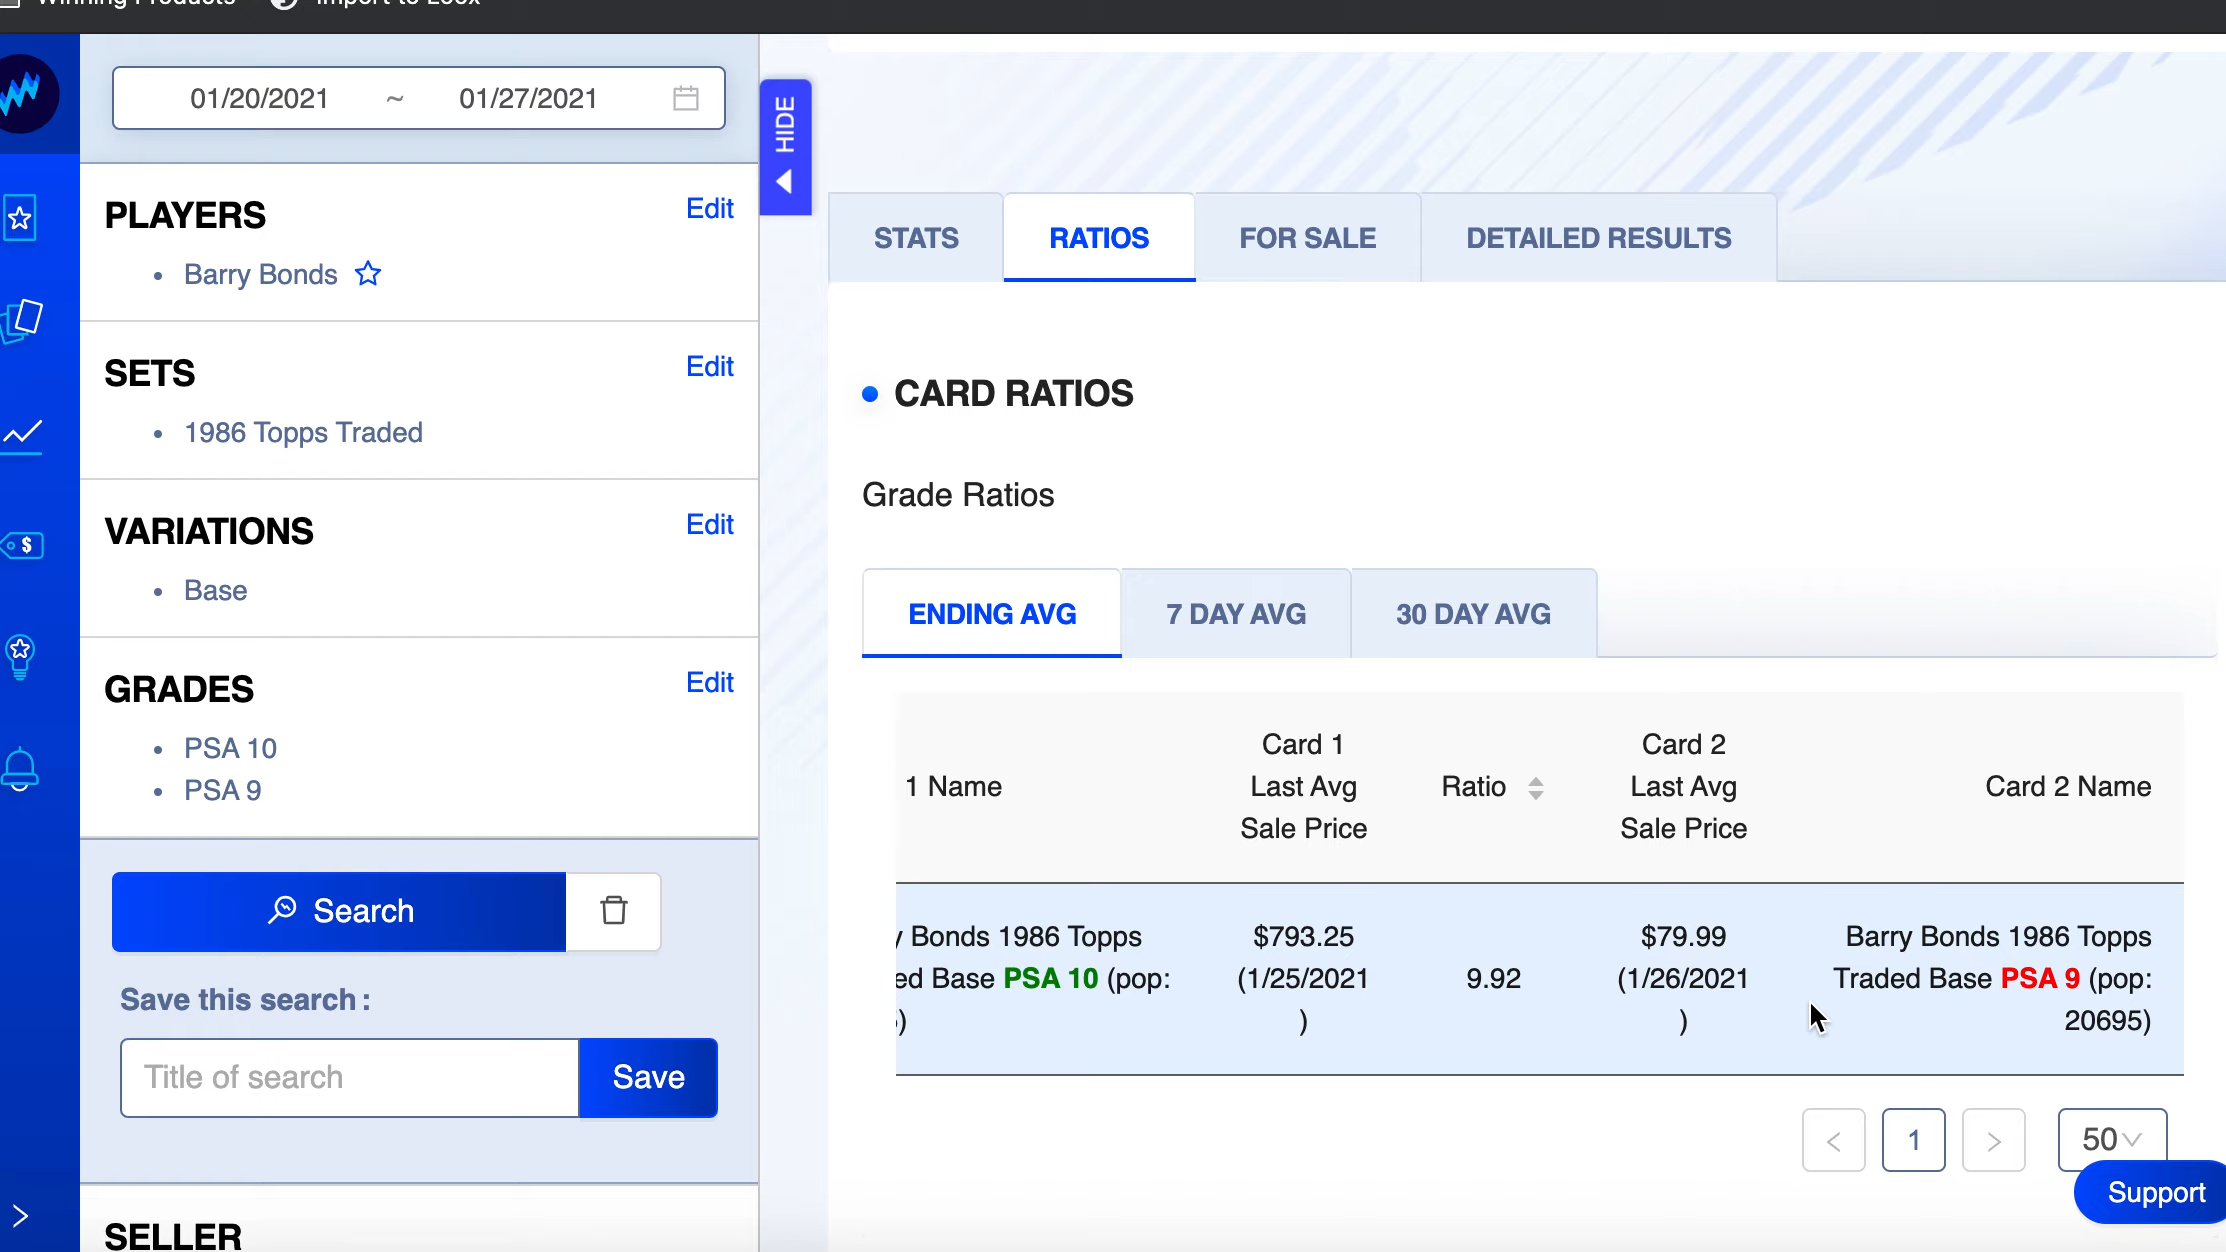 01/20/2021 ~ 01/27/2021
HIDE
PLAYERS Edit
Barry Bonds
SETS Edit
1986 Topps Traded
VARIATIONS Edit
Base
GRADES Edit
PSA 10
PSA 9
Search
Save this search :
Title of search Save
SELLER
STATS RATIOS FOR SALE DETAILED RESULTS
CARD RATIOS
Grade Ratios
ENDING AVG 7 DAY AVG 30 DAY AVG
1 Name
Card 1
Last Avg
Sale Price
Ratio
Card 2
Last Avg
Sale Price
Card 2 Name
Bonds 1986 Topps
ed Base PSA 10 (pop:
)
$793.25
(1/25/2021
)
9.92
$79.99
(1/26/2021
)
Barry Bonds 1986 Topps
Traded Base PSA 9 (pop:
20695)
< 1 > 50
Support